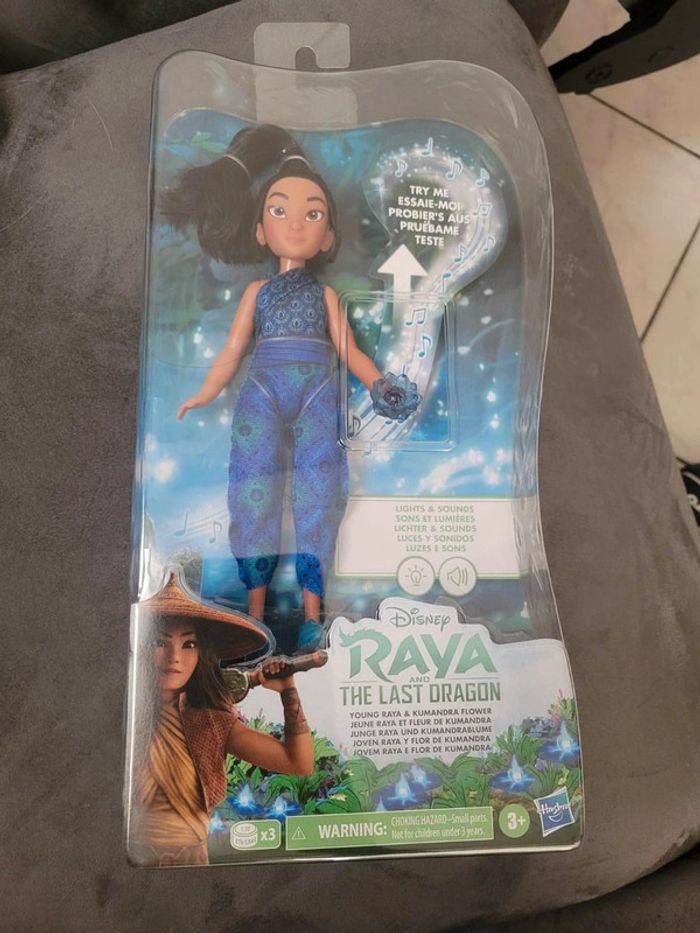 TRY ME
ESSAIE-MOI
PROBIER'S AUS
PRUÉBAME
TESTE
LIGHTS & SOUNDS
SONS ET LUMIÈRES
LICHTER & SOUNDS
LUCES Y SONIDOS
LUZES E SONS
Disney
RAYA
AND
THE LAST DRAGON
YOUNG RAYA & KUMANDRA FLOWER
JEUNE RAYA ET FLEUR DE KUMANDRA
JUNGE RAYA UND KUMANDRABLUME
JOVEN RAYA Y FLOR DE KUMANDRA
JOVEM RAYA E FLOR DE KUMANDRA
x3
WARNING: CHOKING HAZARD–Small parts.
Not for children under 3 years.
3+
Hasbro